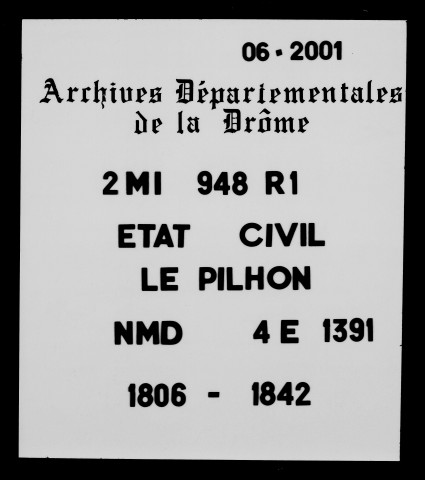 06 - 2001
Archives Départementales
de la Drôme
2 MI 948 R1
ETAT CIVIL
LE PILHON
NMD 4 E 1391
1806 - 1842